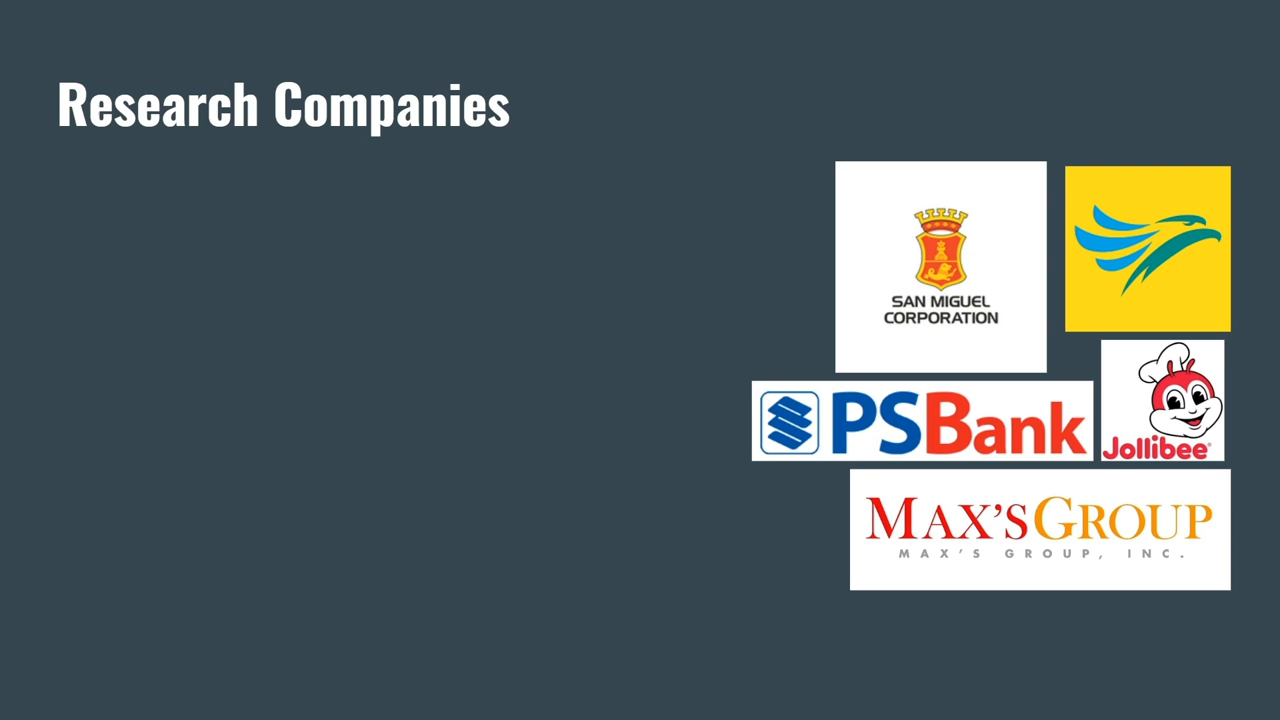 Research Companies
SAN MIGUEL
CORPORATION
PSBank
Jollibee®
MAX'S GROUP
MAX'S GROUP, INC.